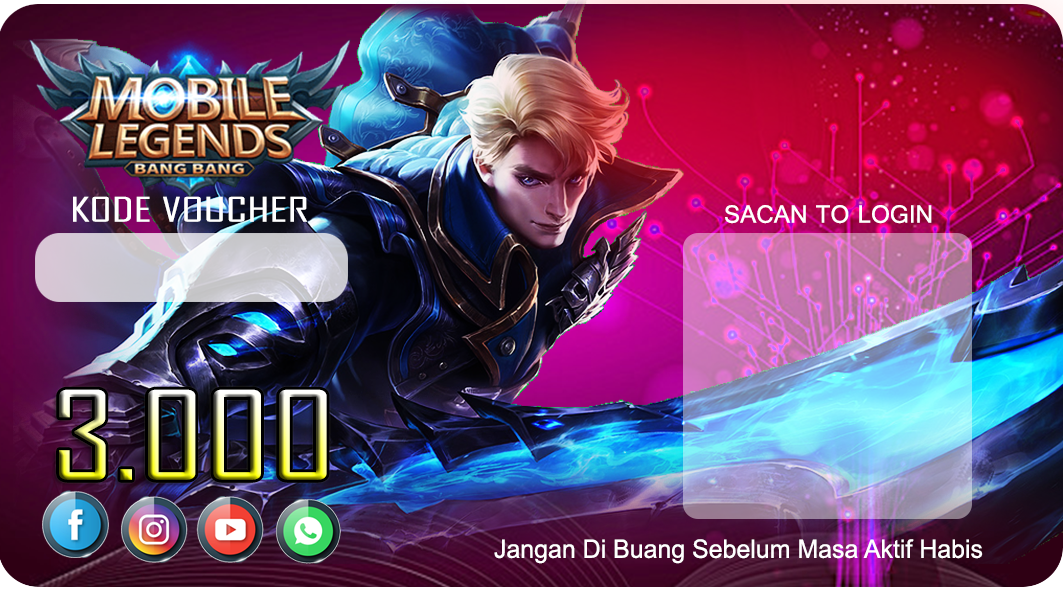 MOBILE
LEGENDS
BANG BANG
KODE VOUCHER
SACAN TO LOGIN
3.000
Jangan Di Buang Sebelum Masa Aktif Habis